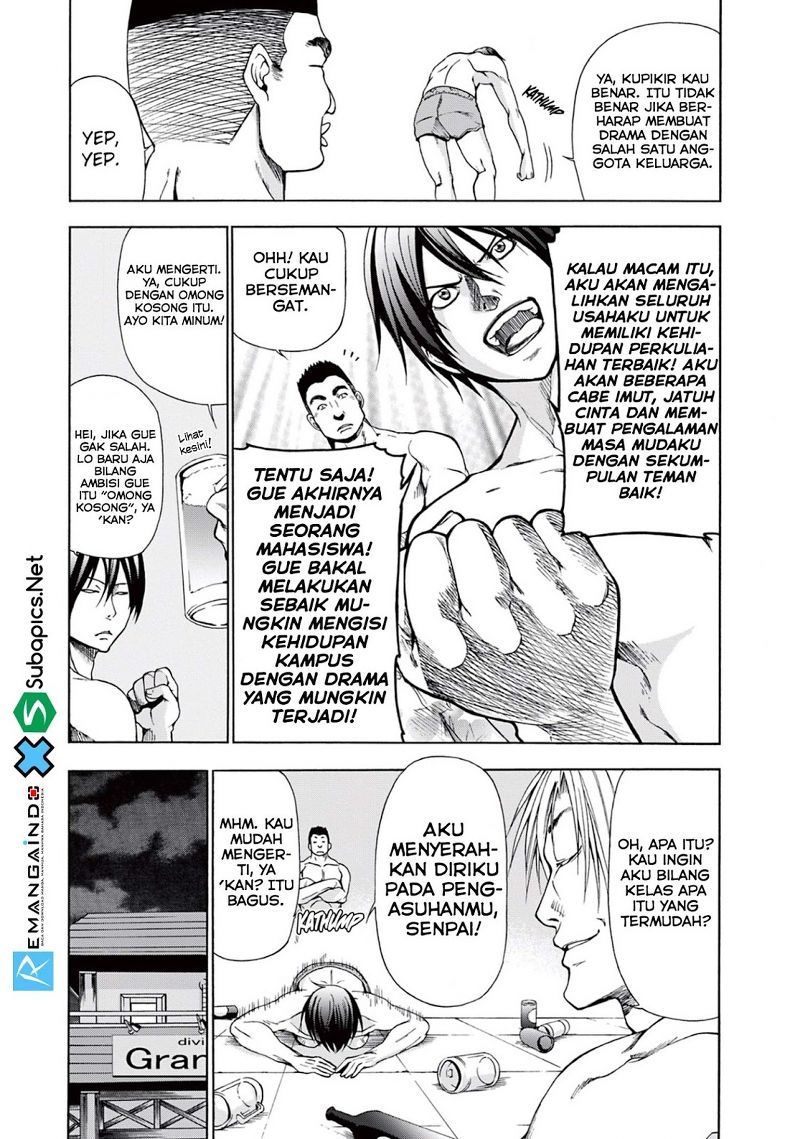 YA, KUPIKIR KAU
BENAR. ITU TIDAK
BENAR JIKA BER-
HARAP MEMBUAT
DRAMA DENGAN
SALAH SATU ANG-
GOTA KELUARGA.
KATHUMP
YEP,
YEP.
KALAU MACAM ITU,
AKU AKAN MENGA-
LIHKAN SELURUH
USAHAKU UNTUK
MEMILIKI KEHI-
DUPAN PERKULIA-
HAN TERBAIK! AKU
AKAN BEBERAPA
CABE IMUT, JATUH
CINTA DAN MEM-
BUAT PENGALAMAN
MASA MUDAKU
DENGAN SEKUM-
PULAN TEMAN
BAIK!
OHH! KAU
CUKUP
BERSEMAN-
GAT.
TENTU SAJA!
GUE AKHIRNYA
MENJADI
SEORANG
MAHASISWA!
GUE BAKAL
MELAKUKAN
SEBAIK MU-
NGKIN MENGISI
KEHIDUPAN
KAMPUS
DENGAN DRAMA
YANG MUNGKIN
TERJADI!
AKU MENGERTI.
YA, CUKUP
DENGAN OMONG
KOSONG ITU.
AYO KITA MINUM!
Lihat
kesini!
HEI, JIKA GUE
GAK SALAH.
LO BARU AJA
BILANG
AMBISI GUE
ITU "OMONG
KOSONG", YA
'KAN?
OH, APA ITU?
KAU INGIN
AKU BILANG
KELAS APA
ITU YANG
TERMUDAH?
AKU
MENYERAH-
KAN DIRIKU
PADA PENG-
ASUHANMU,
SENPAI!
MHM. KAU
MUDAH
MENGER-
TI, YA
'KAN? ITU
BAGUS.
KATHUMP
divi
Gran
Subapics.Net
REMANGAINDO